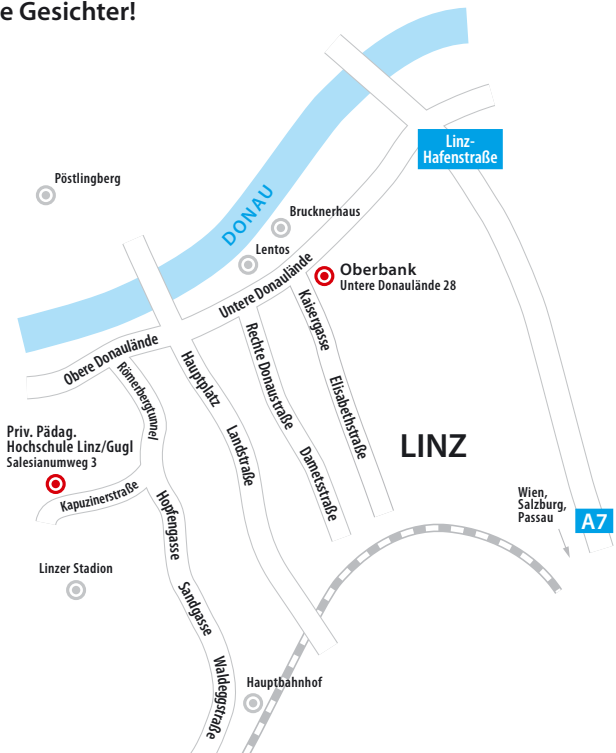 e Gesichter!
Linz-
Hafenstraße
Pöstlingberg
DONAU
Brucknerhaus
Lentos
Oberbank
Untere Donaulände 28
Untere Donaulände
Obere Donaulände
Kaisergasse
Rechte Donaustraße
Hauptplatz
Römerbergtunnel
Elisabethstraße
Priv. Pädag.
Hochschule Linz/Gugl
Salesianumweg 3
Landstraße
LINZ
Dametsstraße
Kapuzinerstraße
Hopfengasse
Wien,
Salzburg,
Passau
A7
Linzer Stadion
Sandgasse
Waldeggstraße
Hauptbahnhof